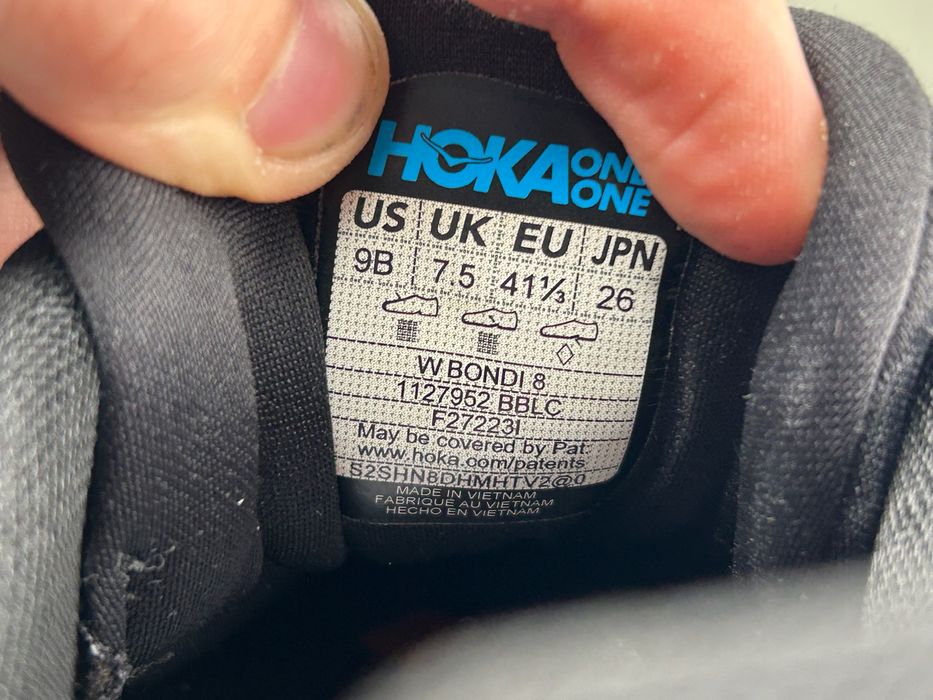 HOKA ONE ONE
US UK EU JPN
9B 7.5 41⅓ 26
W BONDI 8
1127952 BBLC
F27223I
May be covered by Pat.
www.hoka.com/patents
S2SHN8DHMHTV2@0
MADE IN VIETNAM
FABRIQUE AU VIETNAM
HECHO EN VIETNAM